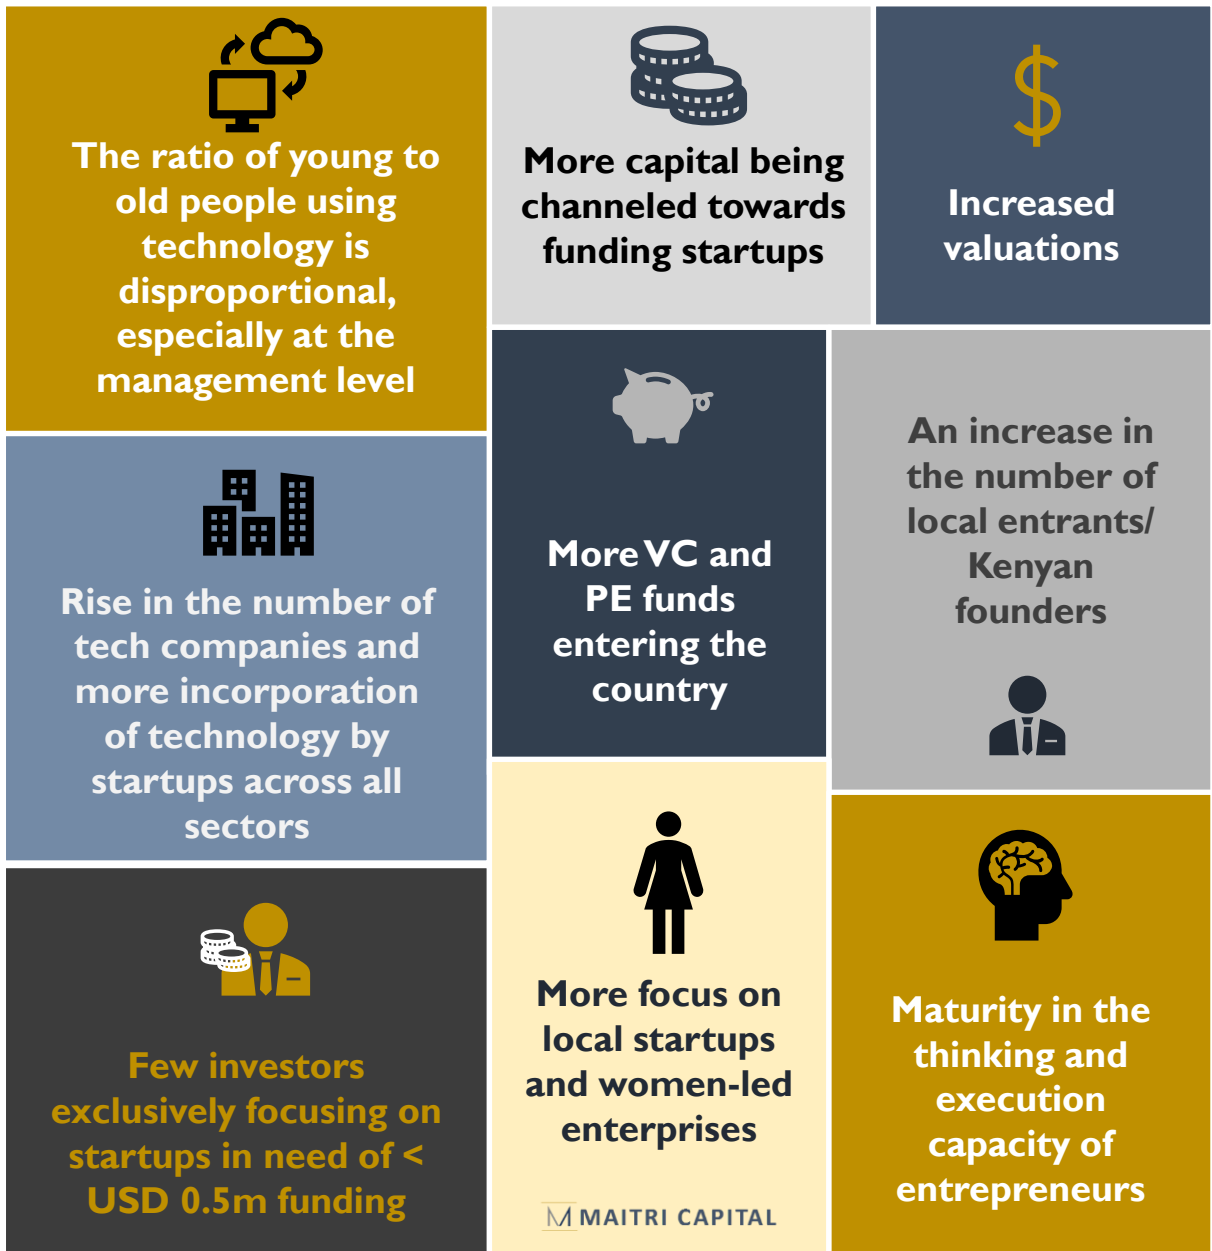 The ratio of young to
old people using
technology is
disproportional,
especially at the
management level
More capital being
channeled towards
funding startups
$
Increased
valuations
Rise in the number of
tech companies and
more incorporation
of technology by
startups across all
sectors
More VC and
PE funds
entering the
country
An increase in
the number of
local entrants/
Kenyan
founders
Few investors
exclusively focusing on
startups in need of <
USD 0.5m funding
More focus on
local startups
and women-led
enterprises
M MAITRI CAPITAL
Maturity in the
thinking and
execution
capacity of
entrepreneurs